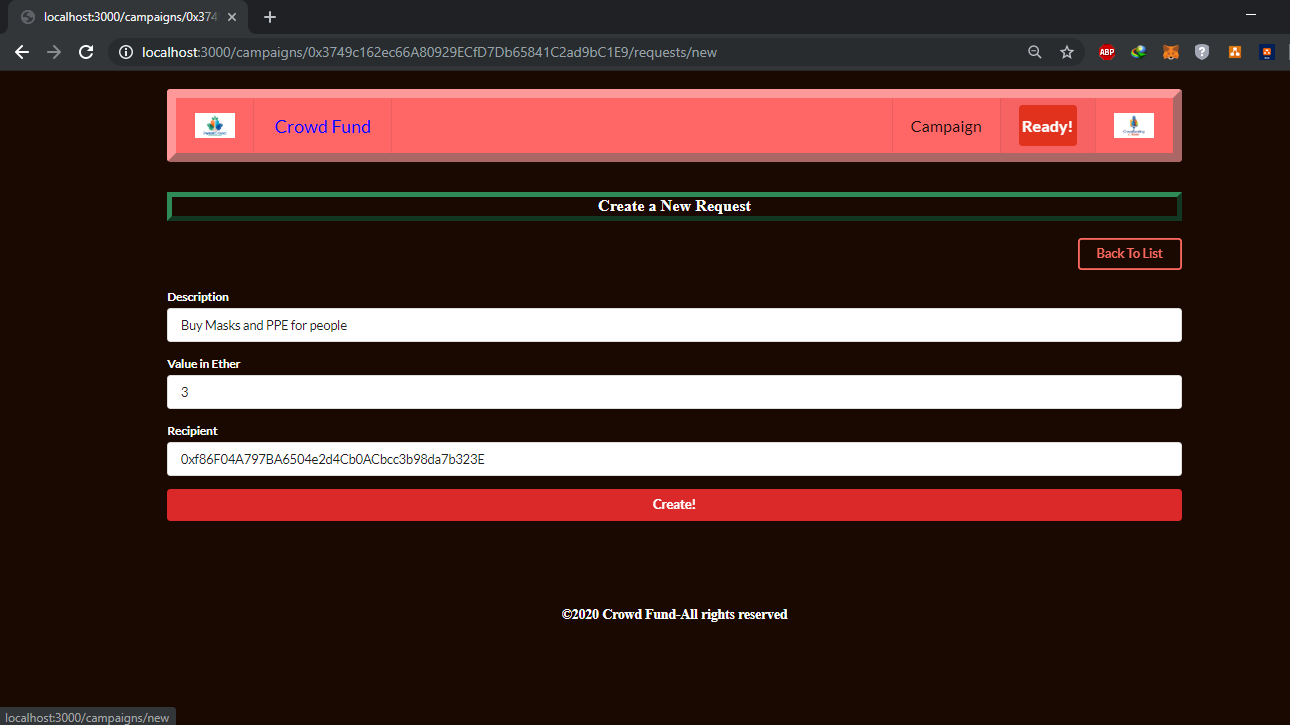 localhost:3000/campaigns/0x374
localhost:3000/campaigns/0x3749c162ec66A80929ECfD7Db65841C2ad9bC1E9/requests/new
ABP
Crowd Fund
Campaign
Ready!
Create a New Request
Back To List
Description
Buy Masks and PPE for people
Value in Ether
3
Recipient
0xf86F04A797BA6504e2d4Cb0ACbcc3b98da7b323E
Create!
©2020 Crowd Fund-All rights reserved
localhost:3000/campaigns/new